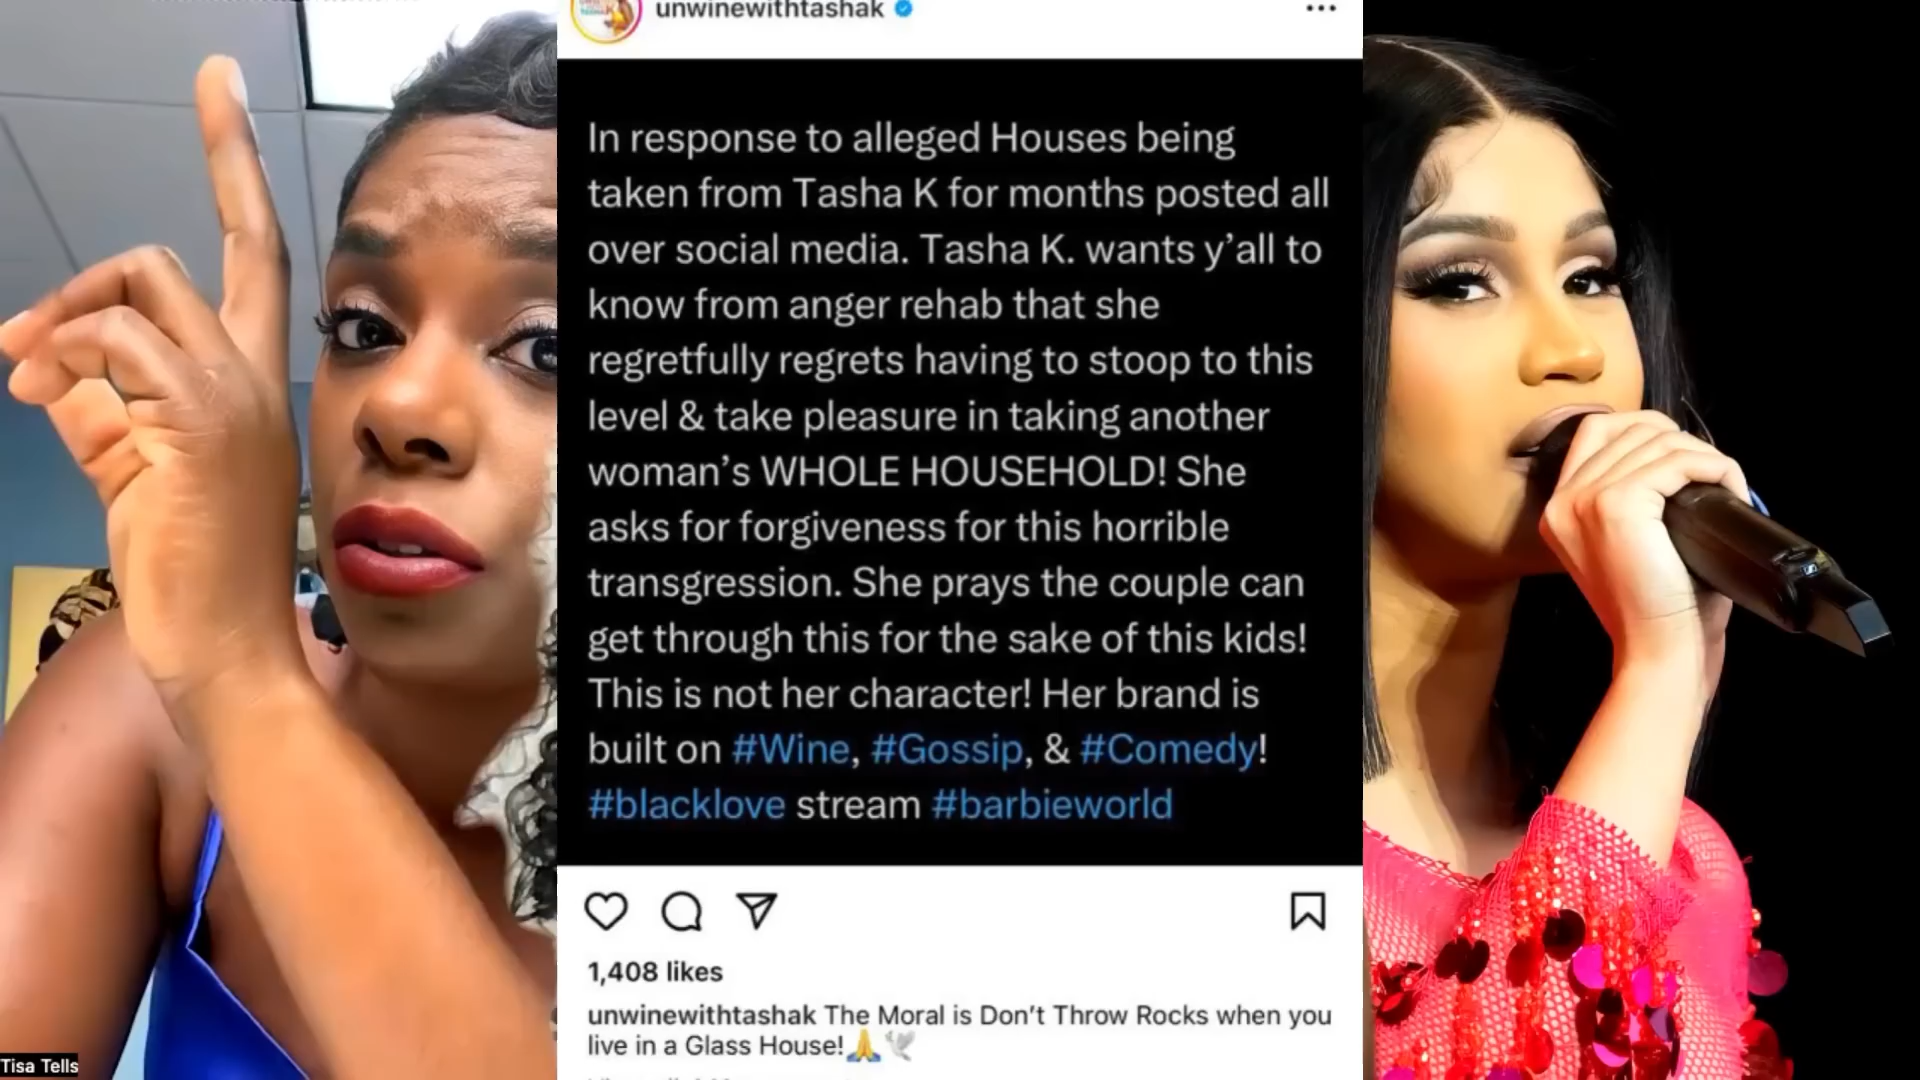 unwinewithtashak
In response to alleged Houses being
taken from Tasha K for months posted all
over social media. Tasha K. wants y’all to
know from anger rehab that she
regretfully regrets having to stoop to this
level & take pleasure in taking another
woman’s WHOLE HOUSEHOLD! She
asks for forgiveness for this horrible
transgression. She prays the couple can
get through this for the sake of this kids!
This is not her character! Her brand is
built on #Wine, #Gossip, & #Comedy!
#blacklove stream #barbieworld
1,408 likes
unwinewithtashak The Moral is Don’t Throw Rocks when you
live in a Glass House!🙏🕊
Tisa Tells